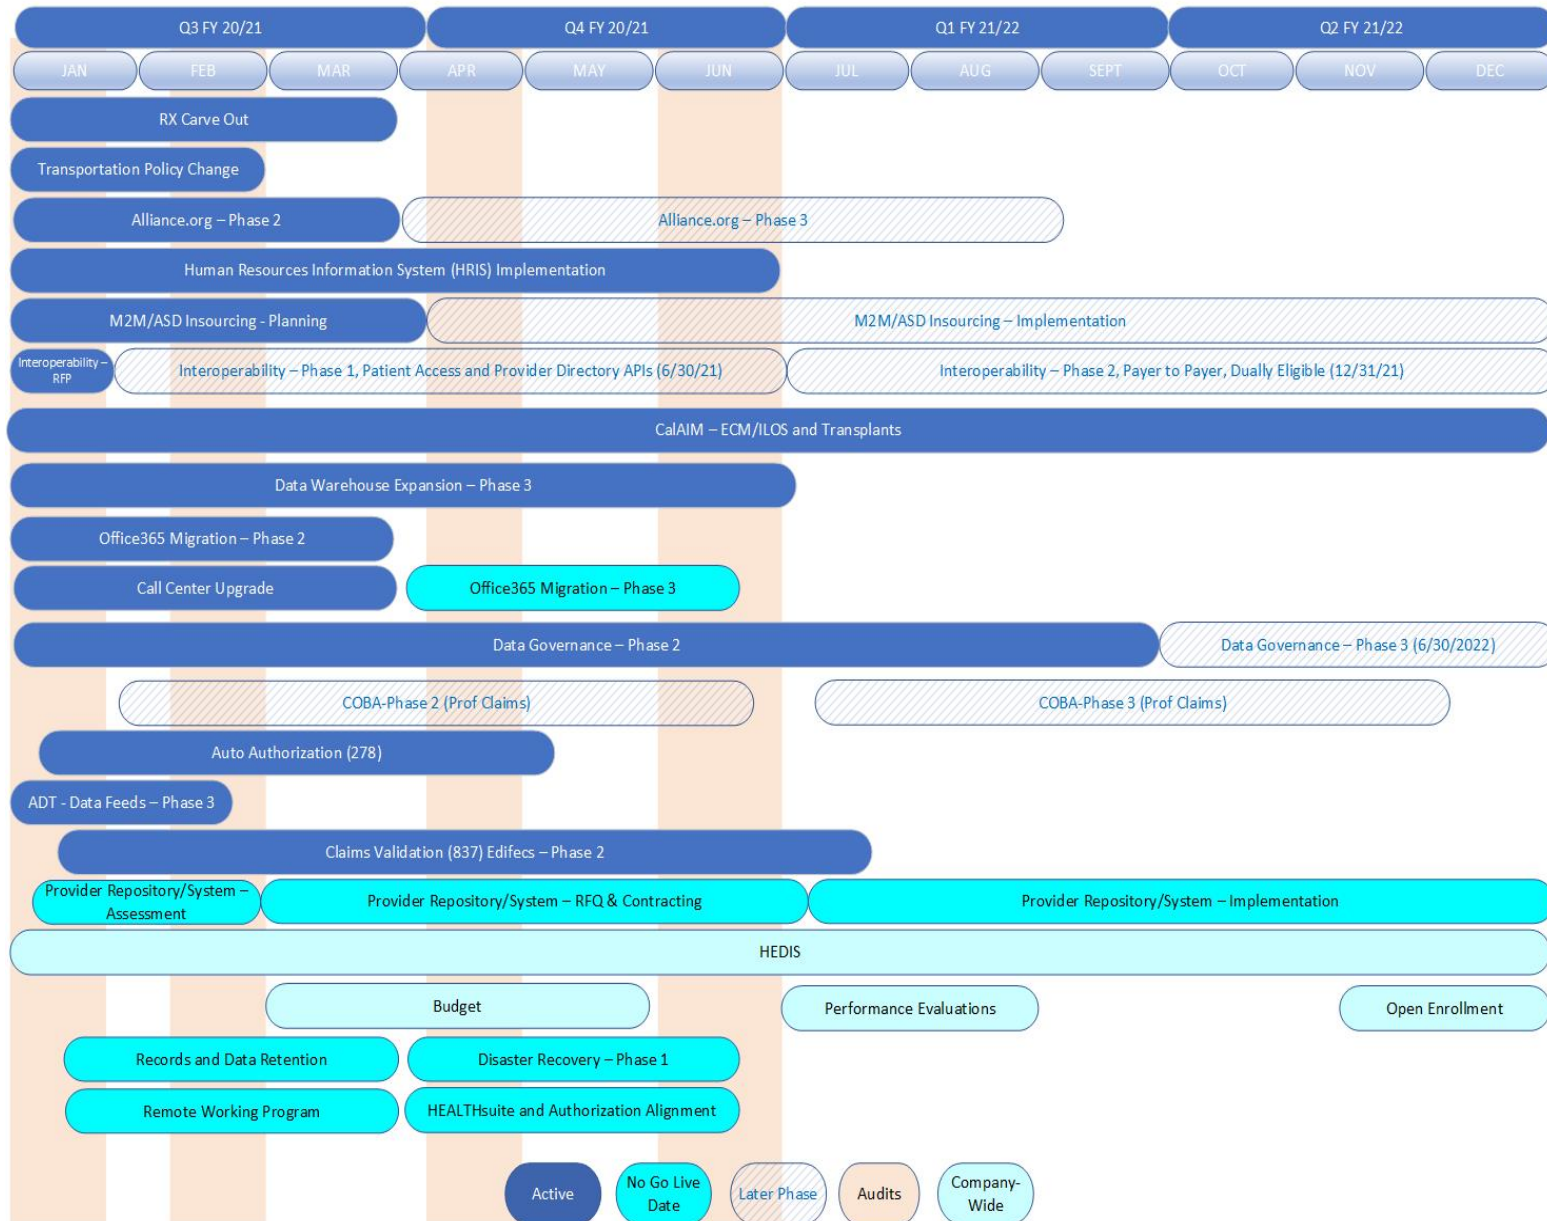 Q3 FY 20/21
Q4 FY 20/21
Q1 FY 21/22
Q2 FY 21/22
JAN
FEB
MAR
APR
MAY
JUN
JUL
AUG
SEPT
OCT
NOV
DEC
RX Carve Out
Transportation Policy Change
Alliance.org – Phase 2
Alliance.org – Phase 3
Human Resources Information System (HRIS) Implementation
M2M/ASD Insourcing - Planning
M2M/ASD Insourcing – Implementation
Interoperability –
RFP
Interoperability – Phase 1, Patient Access and Provider Directory APIs (6/30/21)
Interoperability – Phase 2, Payer to Payer, Dually Eligible (12/31/21)
CalAIM – ECM/ILOS and Transplants
Data Warehouse Expansion – Phase 3
Office365 Migration – Phase 2
Call Center Upgrade
Office365 Migration – Phase 3
Data Governance – Phase 2
Data Governance – Phase 3 (6/30/2022)
COBA-Phase 2 (Prof Claims)
COBA-Phase 3 (Prof Claims)
Auto Authorization (278)
ADT - Data Feeds – Phase 3
Claims Validation (837) Edifecs – Phase 2
Provider Repository/System –
Assessment
Provider Repository/System – RFQ & Contracting
Provider Repository/System – Implementation
HEDIS
Budget
Performance Evaluations
Open Enrollment
Records and Data Retention
Disaster Recovery – Phase 1
Remote Working Program
HEALTHsuite and Authorization Alignment
Active
No Go Live
Date
Later Phase
Audits
Company-
Wide